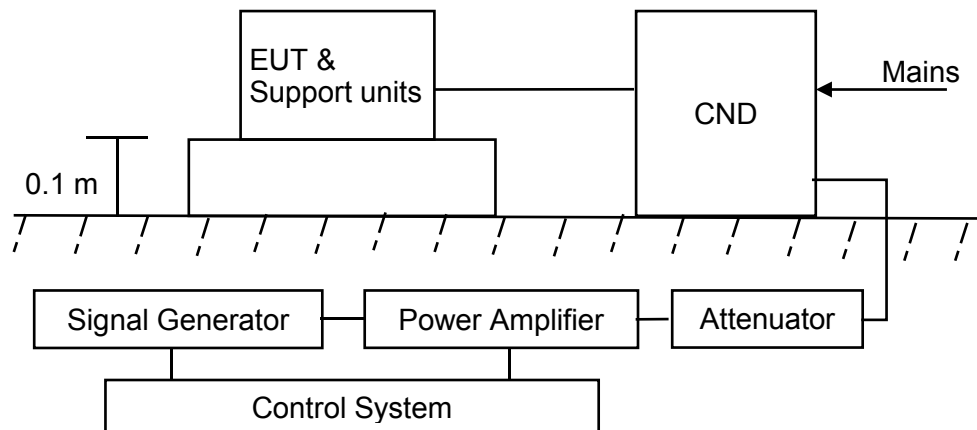 EUT &
Support units
Mains
CND
0.1 m
Signal Generator
Power Amplifier
Attenuator
Control System